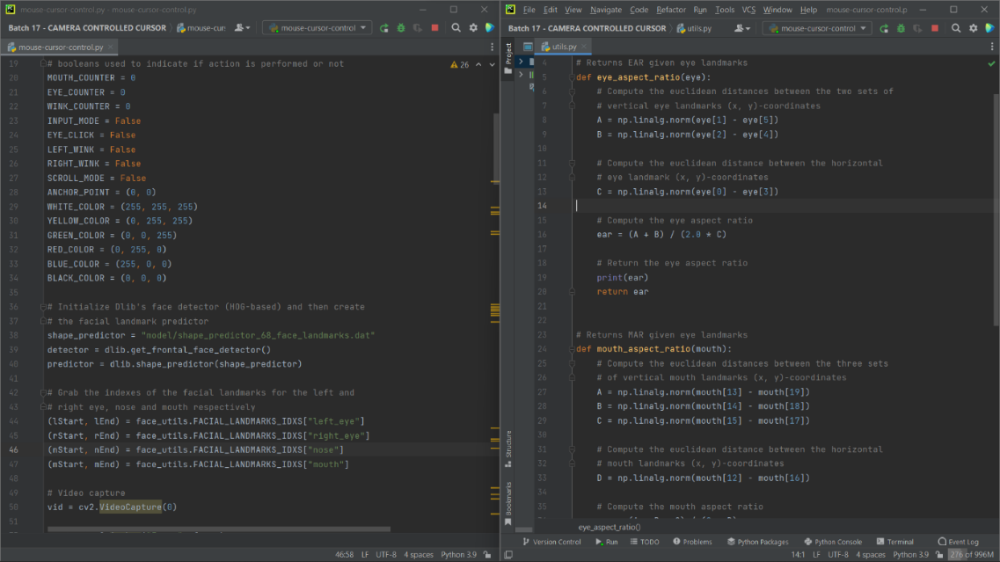 mouse-cursor-control.py - mouse-cursor-control.py
Batch 17 - CAMERA CONTROLLED CURSOR
mouse-cur
mouse-cursor-control
mouse-cursor-control.py
26
19 # booleans used to indicate if action is performed or not
20 MOUTH_COUNTER = 0
21 EYE_COUNTER = 0
22 WINK_COUNTER = 0
23 INPUT_MODE = False
24 EYE_CLICK = False
25 LEFT_WINK = False
26 RIGHT_WINK = False
27 SCROLL_MODE = False
28 ANCHOR_POINT = (0, 0)
29 WHITE_COLOR = (255, 255, 255)
30 YELLOW_COLOR = (0, 255, 255)
31 GREEN_COLOR = (0, 0, 255)
32 RED_COLOR = (0, 255, 0)
33 BLUE_COLOR = (255, 0, 0)
34 BLACK_COLOR = (0, 0, 0)
35
36 # Initialize Dlib's face detector (HOG-based) and then create
37 # the facial landmark predictor
38 shape_predictor = "model/shape_predictor_68_face_landmarks.dat"
39 detector = dlib.get_frontal_face_detector()
40 predictor = dlib.shape_predictor(shape_predictor)
41
42 # Grab the indexes of the facial landmarks for the left and
43 # right eye, nose and mouth respectively
44 (lStart, lEnd) = face_utils.FACIAL_LANDMARKS_IDXS["left_eye"]
45 (rStart, rEnd) = face_utils.FACIAL_LANDMARKS_IDXS["right_eye"]
46 (nStart, nEnd) = face_utils.FACIAL_LANDMARKS_IDXS["nose"]
47 (mStart, mEnd) = face_utils.FACIAL_LANDMARKS_IDXS["mouth"]
48
49 # Video capture
50 vid = cv2.VideoCapture(0)
51
46:58 LF UTF-8 4 spaces Python 3.9
File Edit View Navigate Code Refactor Run Tools VCS Window Help mouse-cursor-control - u
Batch 17 - CAMERA CONTROLLED CURSOR
utils.py
mouse-cursor-control
Project
utils.py
4 # Returns EAR given eye landmarks
5 def eye_aspect_ratio(eye):
6 # Compute the euclidean distances between the two sets of
7 # vertical eye landmarks (x, y)-coordinates
8 A = np.linalg.norm(eye[1] - eye[5])
9 B = np.linalg.norm(eye[2] - eye[4])
10
11 # Compute the euclidean distance between the horizontal
12 # eye landmark (x, y)-coordinates
13 C = np.linalg.norm(eye[0] - eye[3])
14
15 # Compute the eye aspect ratio
16 ear = (A + B) / (2.0 * C)
17
18 # Return the eye aspect ratio
19 print(ear)
20 return ear
21
22
23 # Returns MAR given eye landmarks
24 def mouth_aspect_ratio(mouth):
25 # Compute the euclidean distances between the three sets
26 # of vertical mouth landmarks (x, y)-coordinates
27 A = np.linalg.norm(mouth[13] - mouth[19])
28 B = np.linalg.norm(mouth[14] - mouth[18])
29 C = np.linalg.norm(mouth[15] - mouth[17])
30
31 # Compute the euclidean distance between the horizontal
32 # mouth landmarks (x, y)-coordinates
33 D = np.linalg.norm(mouth[12] - mouth[16])
34
35 # Compute the mouth aspect ratio
Structure
Bookmarks
eye_aspect_ratio()
Version Control Run TODO Problems Python Packages Python Console Terminal Event Log
14:1 LF UTF-8 4 spaces Python 3.9 276 of 996M